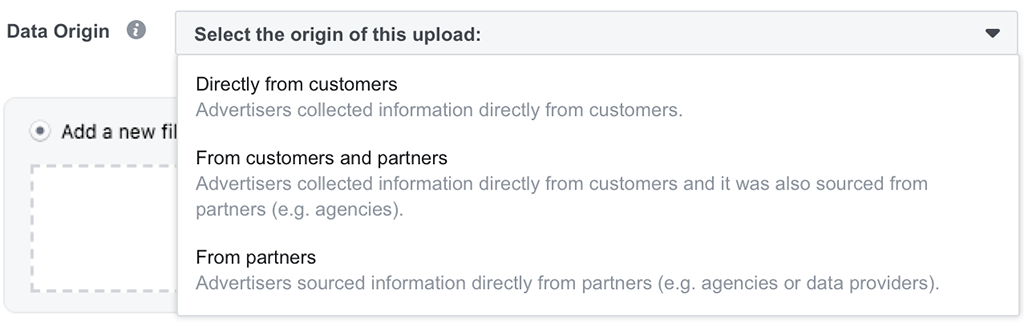 Data Origin
Select the origin of this upload:
Directly from customers
Advertisers collected information directly from customers.
Add a new fil
From customers and partners
Advertisers collected information directly from customers and it was also sourced from
partners (e.g. agencies).
From partners
Advertisers sourced information directly from partners (e.g. agencies or data providers).